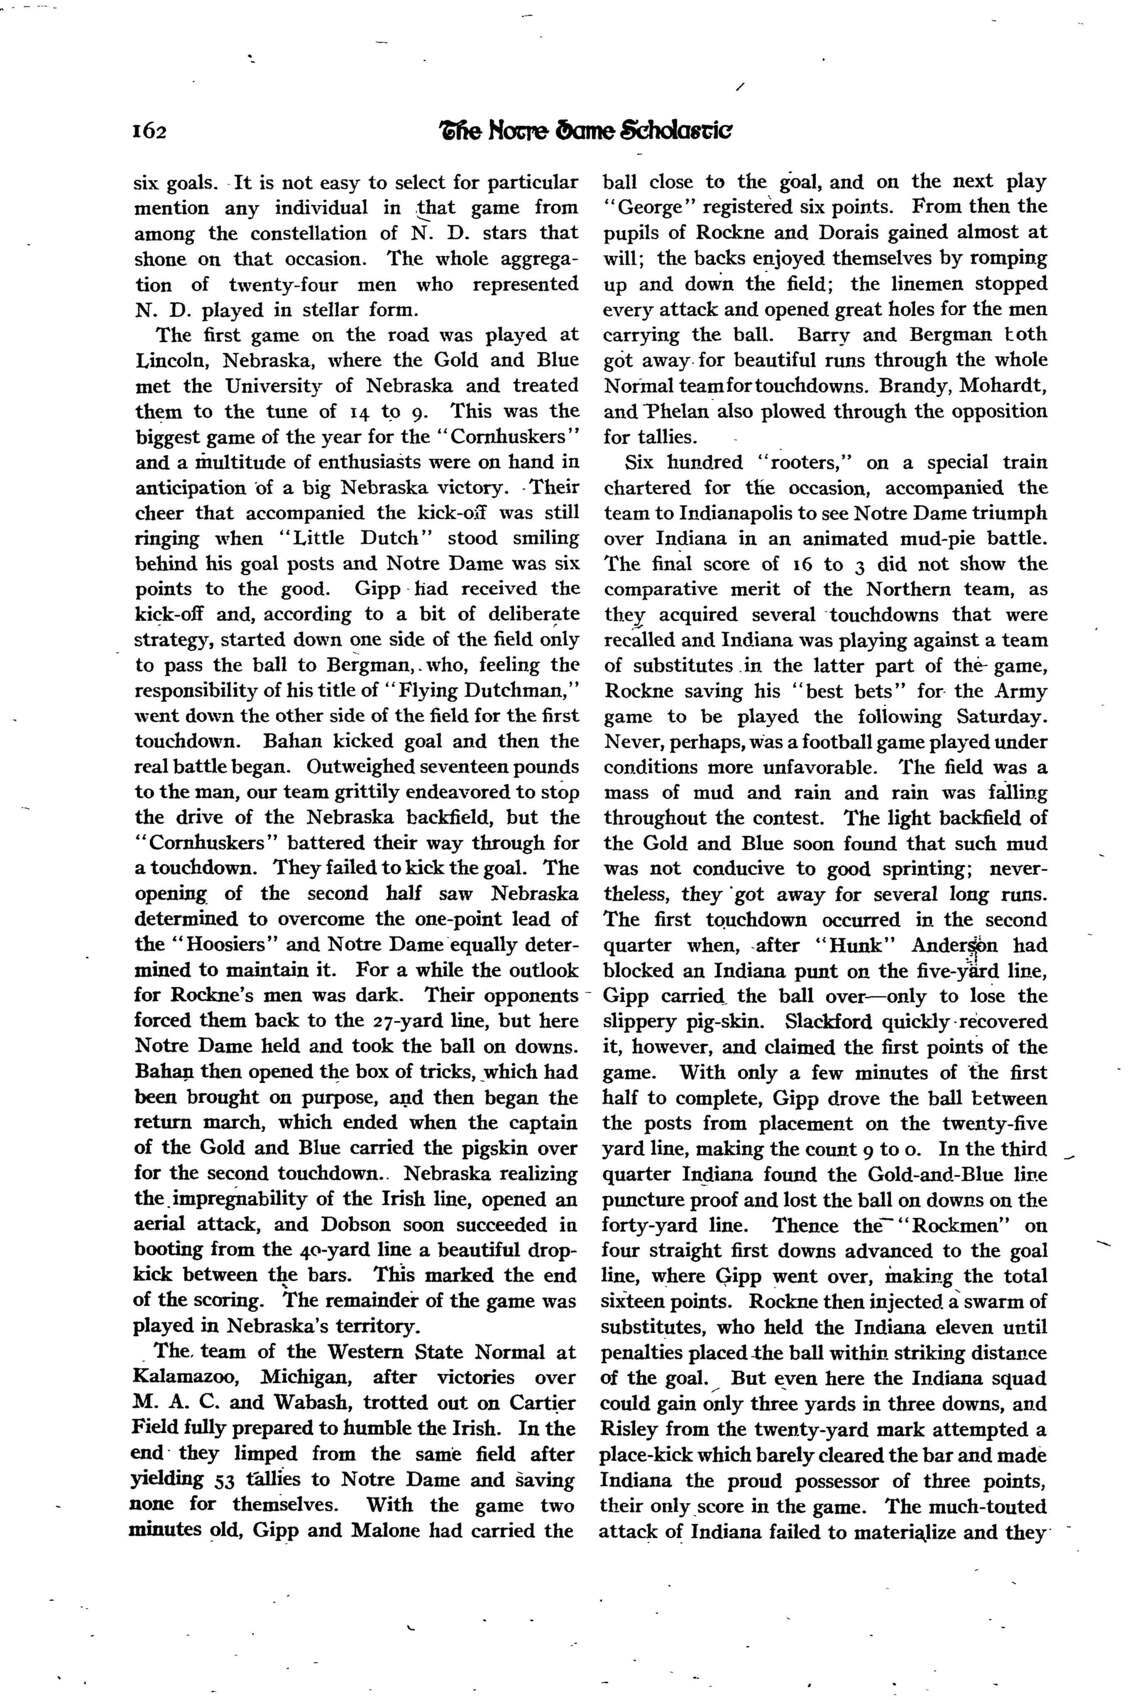 162
The Notre Dame Scholastic
six goals. It is not easy to select for particular
mention any individual in that game from
among the constellation of N. D. stars that
shone on that occasion. The whole aggrega-
tion of twenty-four men who represented
N. D. played in stellar form.
The first game on the road was played at
Lincoln, Nebraska, where the Gold and Blue
met the University of Nebraska and treated
them to the tune of 14 to 9. This was the
biggest game of the year for the "Cornhuskers"
and a multitude of enthusiasts were on hand in
anticipation of a big Nebraska victory. Their
cheer that accompanied the kick-off was still
ringing when "Little Dutch" stood smiling
behind his goal posts and Notre Dame was six
points to the good. Gipp had received the
kick-off and, according to a bit of deliberate
strategy, started down one side of the field only
to pass the ball to Bergman, who, feeling the
responsibility of his title of "Flying Dutchman,"
went down the other side of the field for the first
touchdown. Bahan kicked goal and then the
real battle began. Outweighed seventeen pounds
to the man, our team grittily endeavored to stop
the drive of the Nebraska backfield, but the
"Cornhuskers" battered their way through for
a touchdown. They failed to kick the goal. The
opening of the second half saw Nebraska
determined to overcome the one-point lead of
the "Hoosiers" and Notre Dame equally deter-
mined to maintain it. For a while the outlook
for Rockne's men was dark. Their opponents
forced them back to the 27-yard line, but here
Notre Dame held and took the ball on downs.
Bahan then opened the box of tricks, which had
been brought on purpose, and then began the
return march, which ended when the captain
of the Gold and Blue carried the pigskin over
for the second touchdown. Nebraska realizing
the impregnability of the Irish line, opened an
aerial attack, and Dobson soon succeeded in
booting from the 40-yard line a beautiful drop-
kick between the bars. This marked the end
of the scoring. The remainder of the game was
played in Nebraska's territory.
The team of the Western State Normal at
Kalamazoo, Michigan, after victories over
M. A. C. and Wabash, trotted out on Cartier
Field fully prepared to humble the Irish. In the
end they limped from the same field after
yielding 53 tallies to Notre Dame and saving
none for themselves. With the game two
minutes old, Gipp and Malone had carried the
ball close to the goal, and on the next play
"George" registered six points. From then the
pupils of Rockne and Dorais gained almost at
will; the backs enjoyed themselves by romping
up and down the field; the linemen stopped
every attack and opened great holes for the men
carrying the ball. Barry and Bergman both
got away for beautiful runs through the whole
Normal team for touchdowns. Brandy, Mohardt,
and Phelan also plowed through the opposition
for tallies.
Six hundred "rooters," on a special train
chartered for the occasion, accompanied the
team to Indianapolis to see Notre Dame triumph
over Indiana in an animated mud-pie battle.
The final score of 16 to 3 did not show the
comparative merit of the Northern team, as
they acquired several touchdowns that were
recalled and Indiana was playing against a team
of substitutes in the latter part of the game,
Rockne saving his "best bets" for the Army
game to be played the following Saturday.
Never, perhaps, was a football game played under
conditions more unfavorable. The field was a
mass of mud and rain and rain was falling
throughout the contest. The light backfield of
the Gold and Blue soon found that such mud
was not conducive to good sprinting; never-
theless, they got away for several long runs.
The first touchdown occurred in the second
quarter when, after "Hunk" Anderson had
blocked an Indiana punt on the five-yard line,
Gipp carried the ball over—only to lose the
slippery pig-skin. Slackford quickly recovered
it, however, and claimed the first points of the
game. With only a few minutes of the first
half to complete, Gipp drove the ball between
the posts from placement on the twenty-five
yard line, making the count 9 to 0. In the third
quarter Indiana found the Gold-and-Blue line
puncture proof and lost the ball on downs on the
forty-yard line. Thence the "Rockmen" on
four straight first downs advanced to the goal
line, where Gipp went over, making the total
sixteen points. Rockne then injected a swarm of
substitutes, who held the Indiana eleven until
penalties placed the ball within striking distance
of the goal. But even here the Indiana squad
could gain only three yards in three downs, and
Risley from the twenty-yard mark attempted a
place-kick which barely cleared the bar and made
Indiana the proud possessor of three points,
their only score in the game. The much-touted
attack of Indiana failed to materialize and they